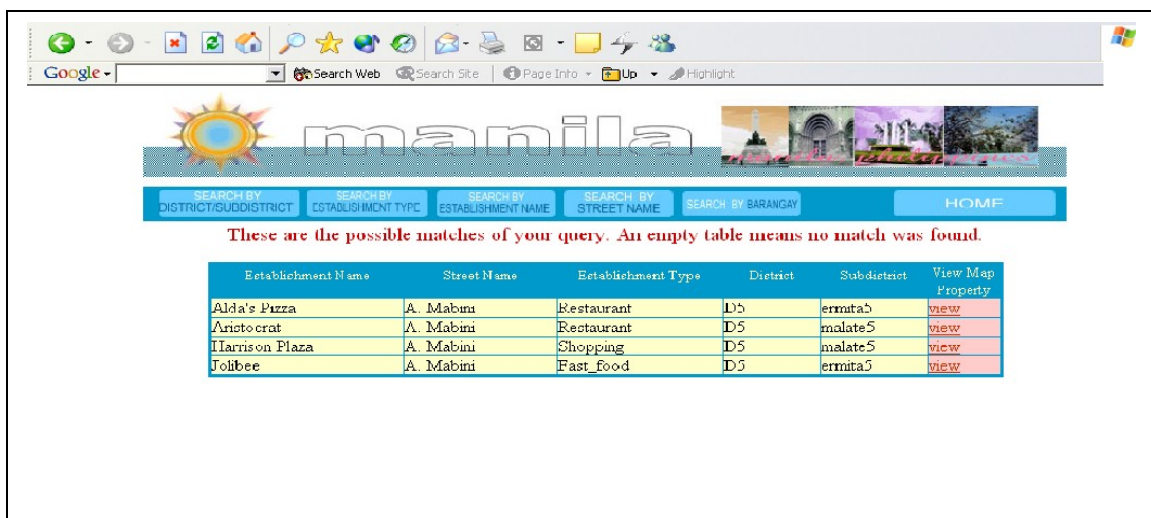 Google
Search Web Search Site Page Info Up Highlight
manila
manila philippines
SEARCH BY DISTRICT/SUBDISTRICT
SEARCH BY ESTABLISHMENT TYPE
SEARCH BY ESTABLISHMENT NAME
SEARCH BY STREET NAME
SEARCH BY BARANGAY
HOME
These are the possible matches of your query. An empty table means no match was found.
Establishment Name Street Name Establishment Type District Subdistrict View Map Property
Alda's Pizza A. Mabini Restaurant D5 ermita5 view
Aristocrat A. Mabini Restaurant D5 malate5 view
Harrison Plaza A. Mabini Shopping D5 malate5 view
Jolibee A. Mabini Fast_food D5 ermita5 view